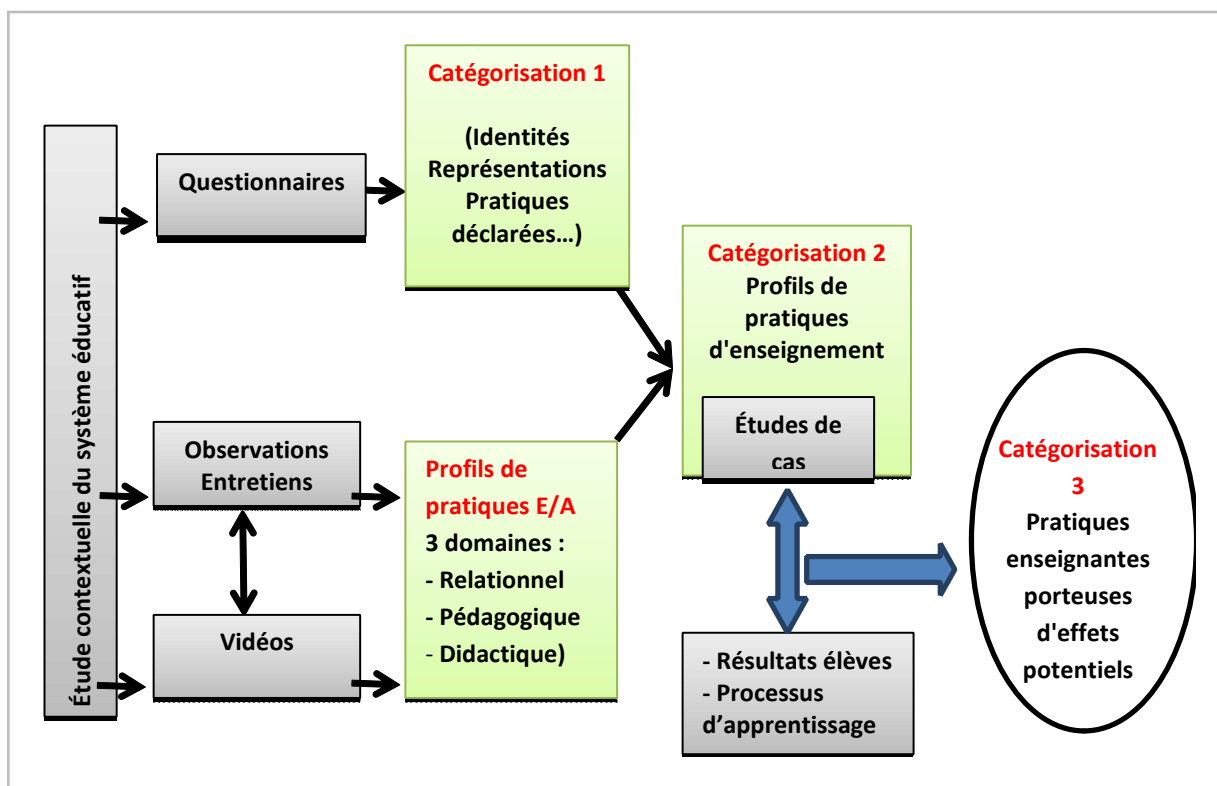 Étude contextuelle du système éducatif
Questionnaires
Catégorisation 1
(Identités
Représentations
Pratiques
déclarées…)
Observations
Entretiens
Vidéos
Profils de
pratiques E/A
3 domaines :
- Relationnel
- Pédagogique
- Didactique)
Catégorisation 2
Profils de
pratiques
d'enseignement
Études de
cas
- Résultats élèves
- Processus
d’apprentissage
Catégorisation
3
Pratiques
enseignantes
porteuses
d'effets
potentiels